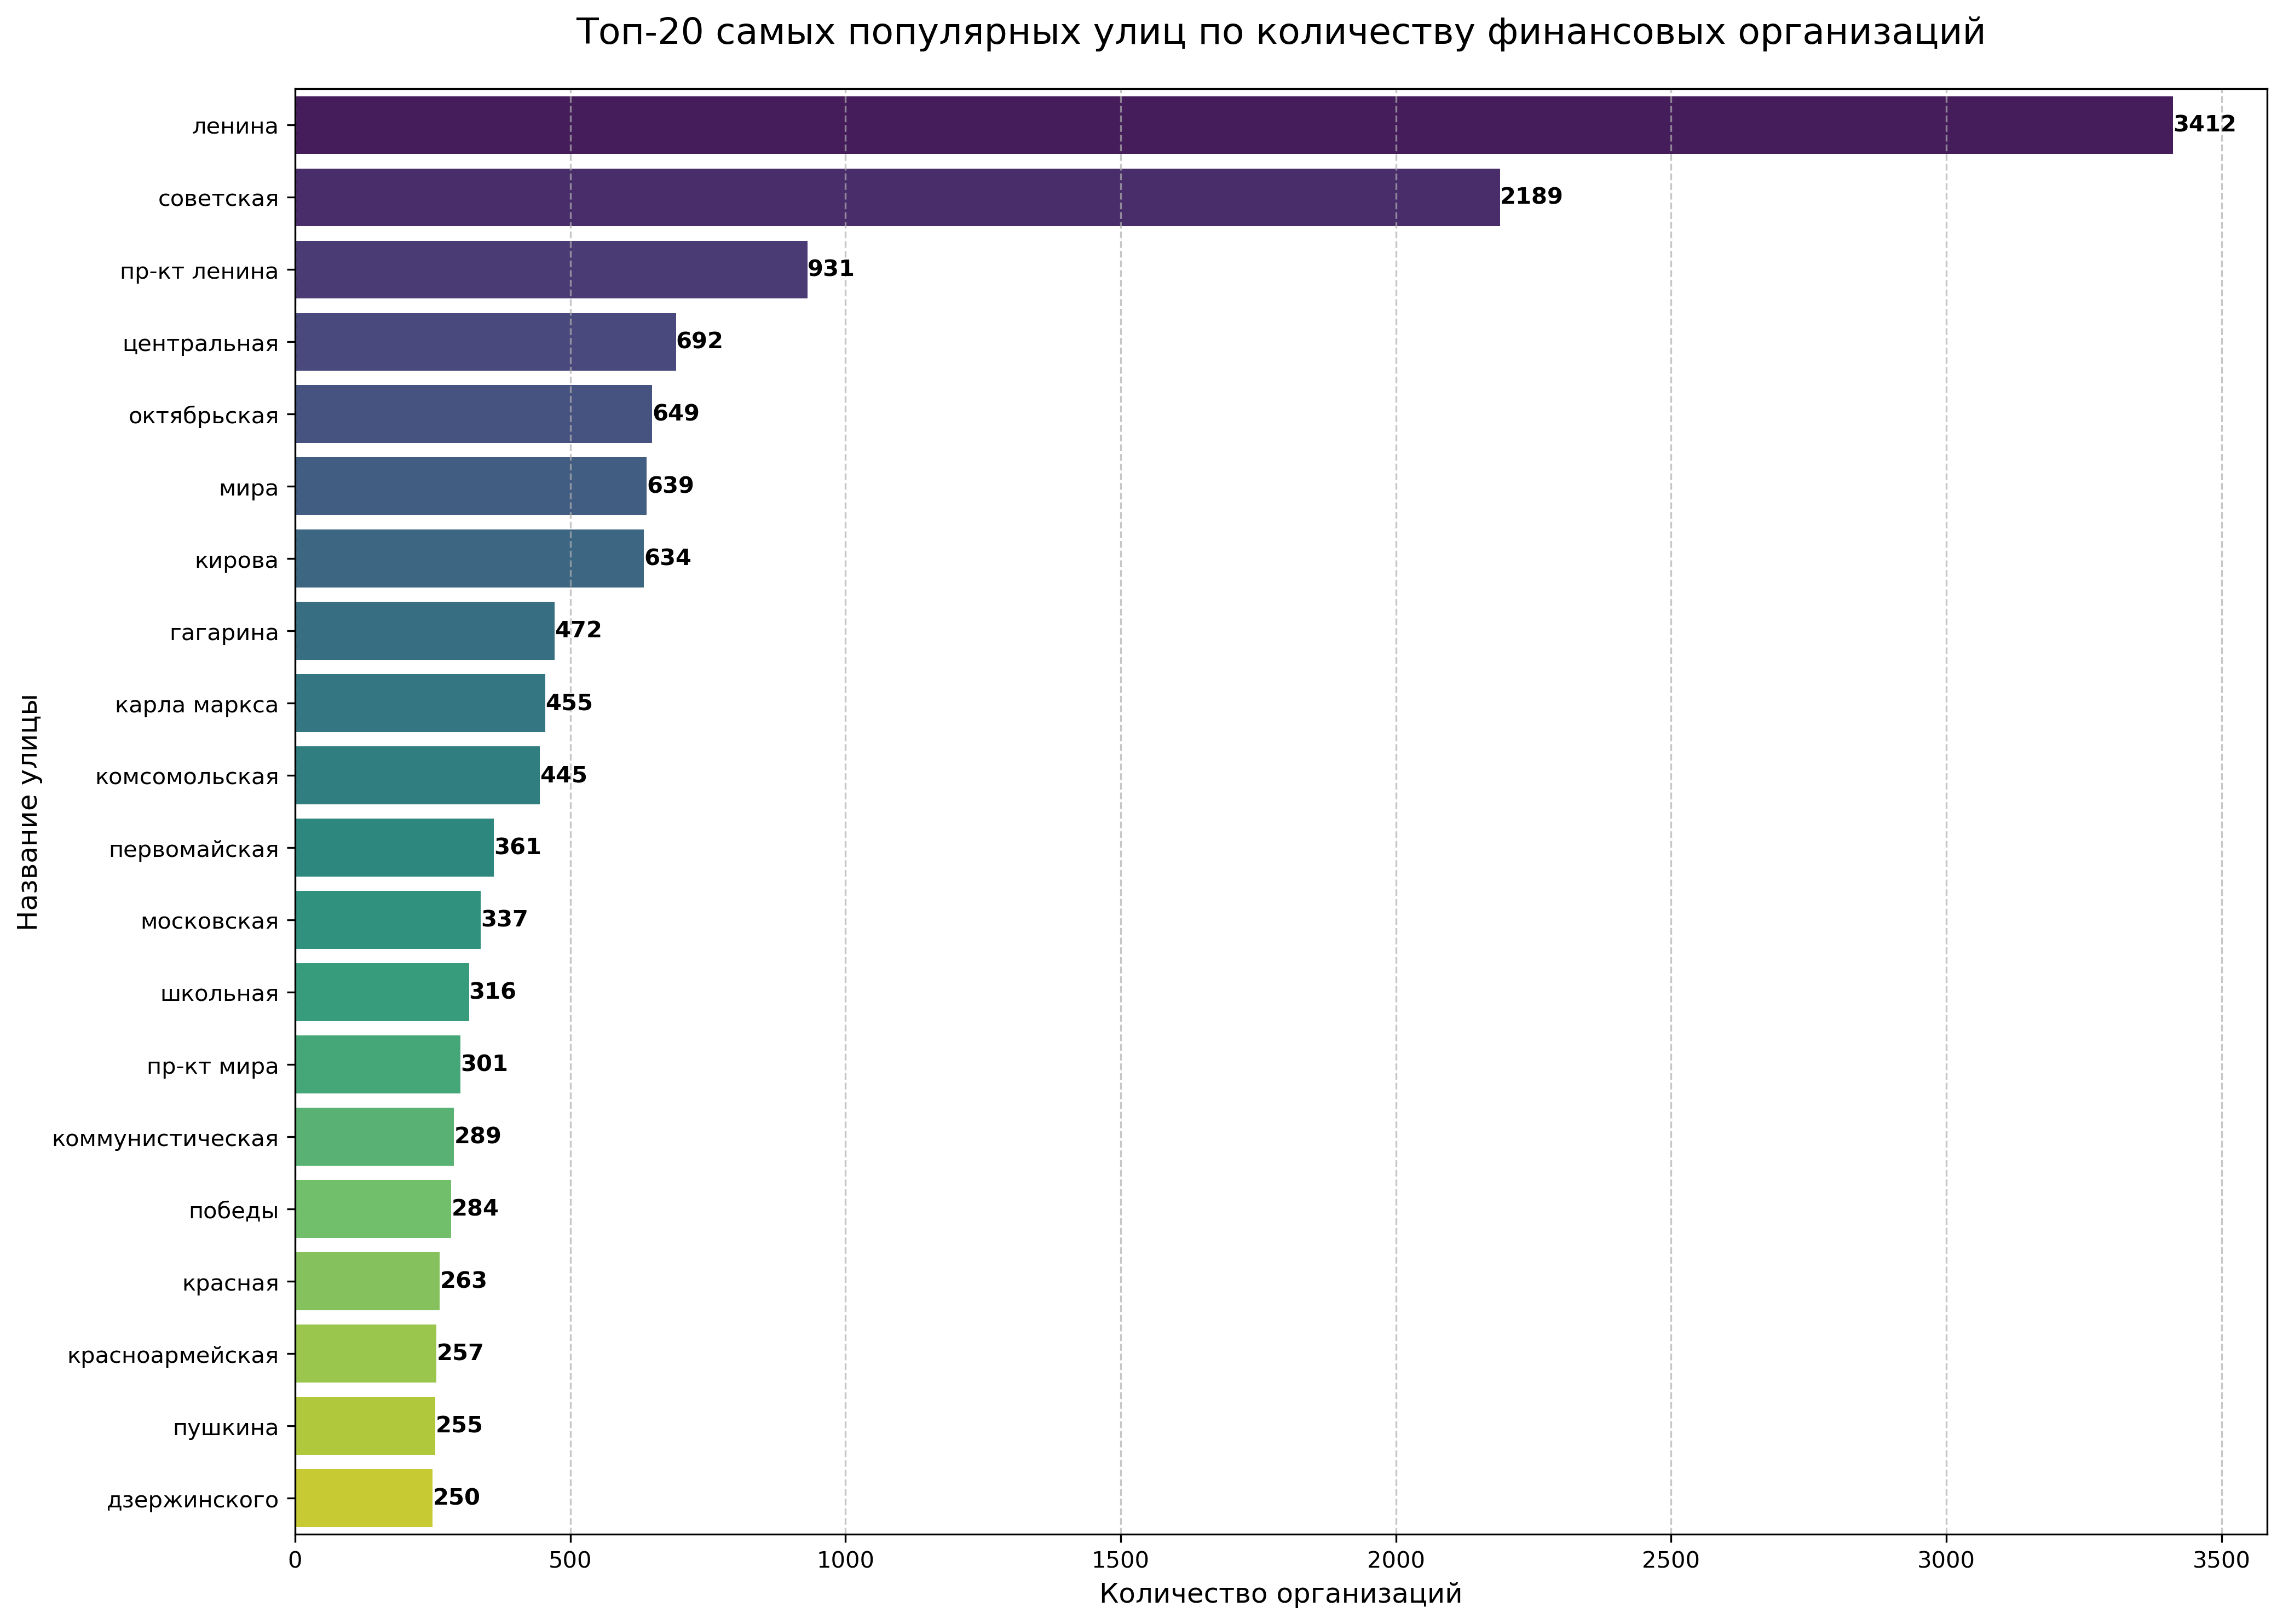 Топ-20 самых популярных улиц по количеству финансовых организаций
ленина 3412
советская 2189
пр-кт ленина 931
центральная 692
октябрьская 649
мира 639
кирова 634
гагарина 472
карла маркса 455
комсомольская 445
первомайская 361
московская 337
школьная 316
пр-кт мира 301
коммунистическая 289
победы 284
красная 263
красноармейская 257
пушкина 255
дзержинского 250
Название улицы
0 500 1000 1500 2000 2500 3000 3500
Количество организаций